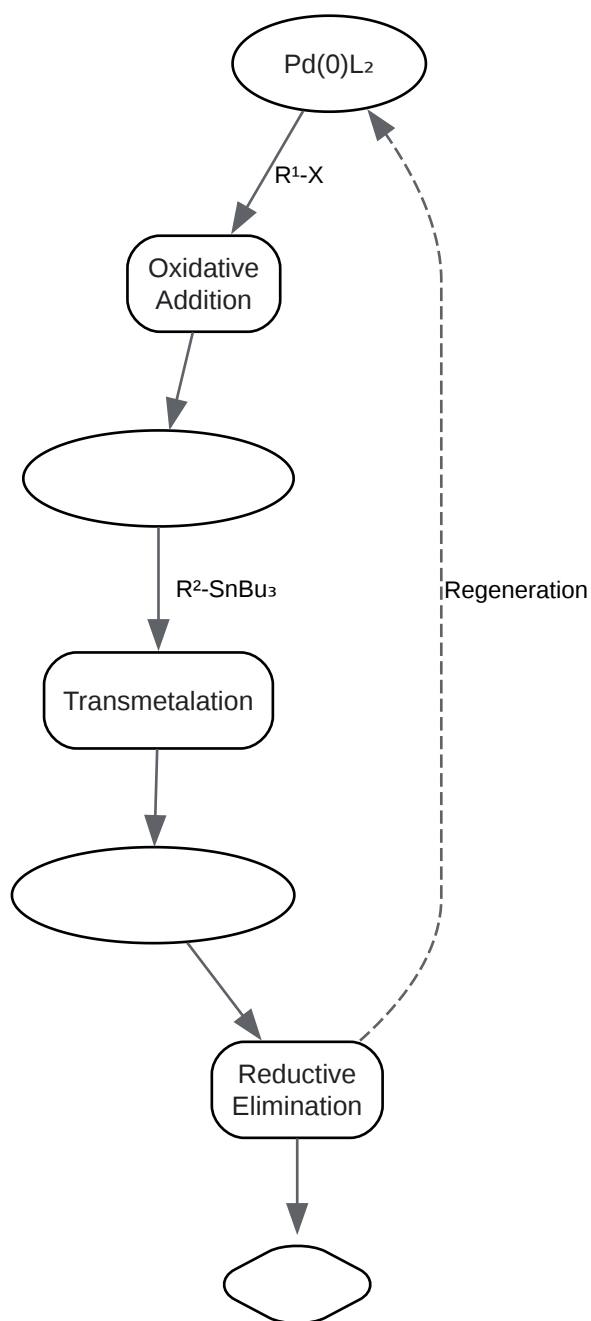 Pd(0)L₂
R¹-X
Oxidative
Addition
R²-SnBu₃
Regeneration
Transmetalation
Reductive
Elimination